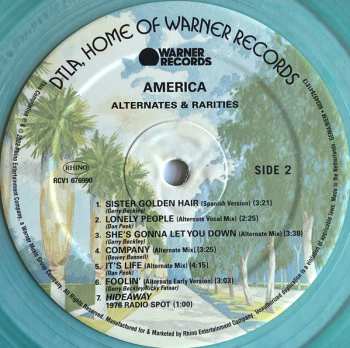 DTLA, HOME OF WARNER RECORDS
WARNER
RECORDS
AMERICA
ALTERNATES & RARITIES
RHINO
RCV1 676990
SIDE 2
1. SISTER GOLDEN HAIR (Spanish Version) (3:21)
(Gerry Beckley)
2. LONELY PEOPLE (Alternate Vocal Mix) (2:25)
(Dan Peek)
3. SHE'S GONNA LET YOU DOWN (Alternate Mix) (3:38)
(Gerry Beckley)
4. COMPANY (Alternate Mix) (3:25)
(Dewey Bunnell)
5. IT'S LIFE (Alternate Mix) (4:15)
(Dan Peek)
6. FOOLIN' (Alternate Early Version) (3:03)
(Gerry Beckley/Ricky Fataar)
7. HIDEAWAY
1976 RADIO SPOT (1:00)
Manufactured for & Marketed by Rhino Entertainment Company,